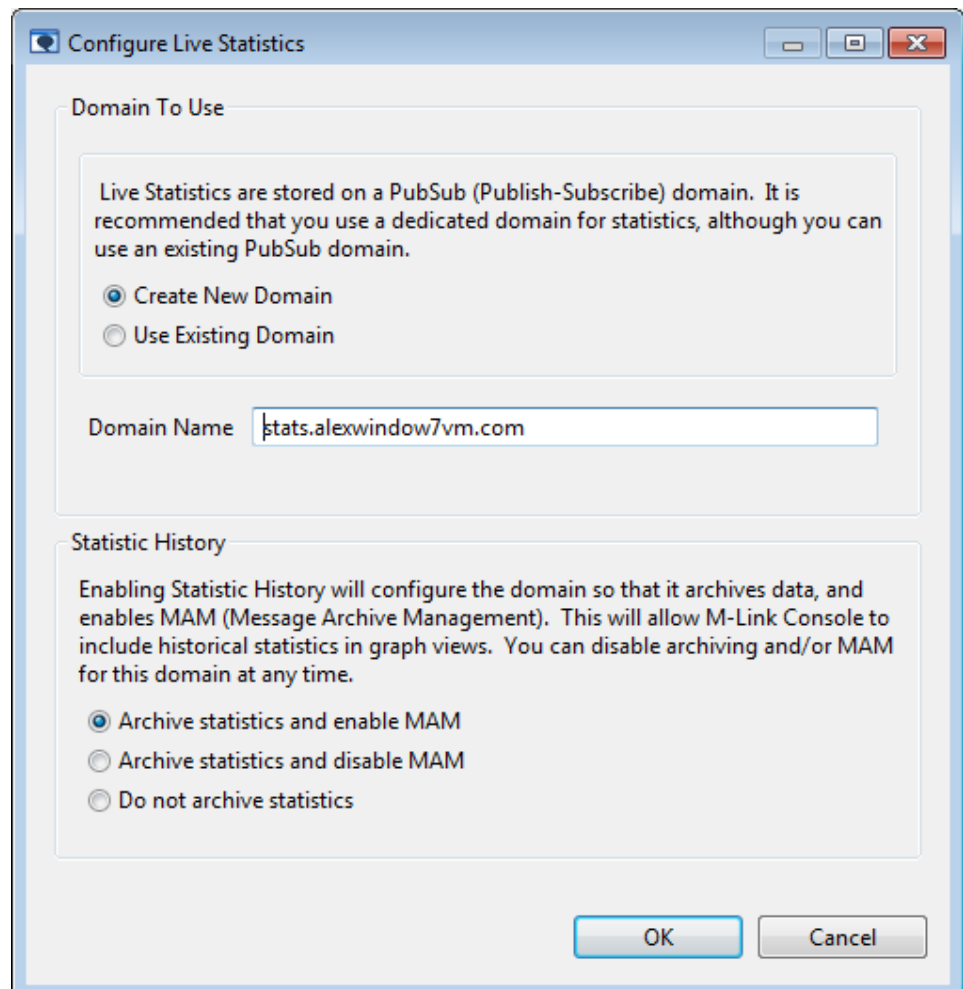 Configure Live Statistics
Domain To Use
Live Statistics are stored on a PubSub (Publish-Subscribe) domain.  It is
recommended that you use a dedicated domain for statistics, although you can
use an existing PubSub domain.
Create New Domain
Use Existing Domain
Domain Name stats.alexwindow7vm.com
Statistic History
Enabling Statistic History will configure the domain so that it archives data, and
enables MAM (Message Archive Management).  This will allow M-Link Console to
include historical statistics in graph views.  You can disable archiving and/or MAM
for this domain at any time.
Archive statistics and enable MAM
Archive statistics and disable MAM
Do not archive statistics
OK Cancel